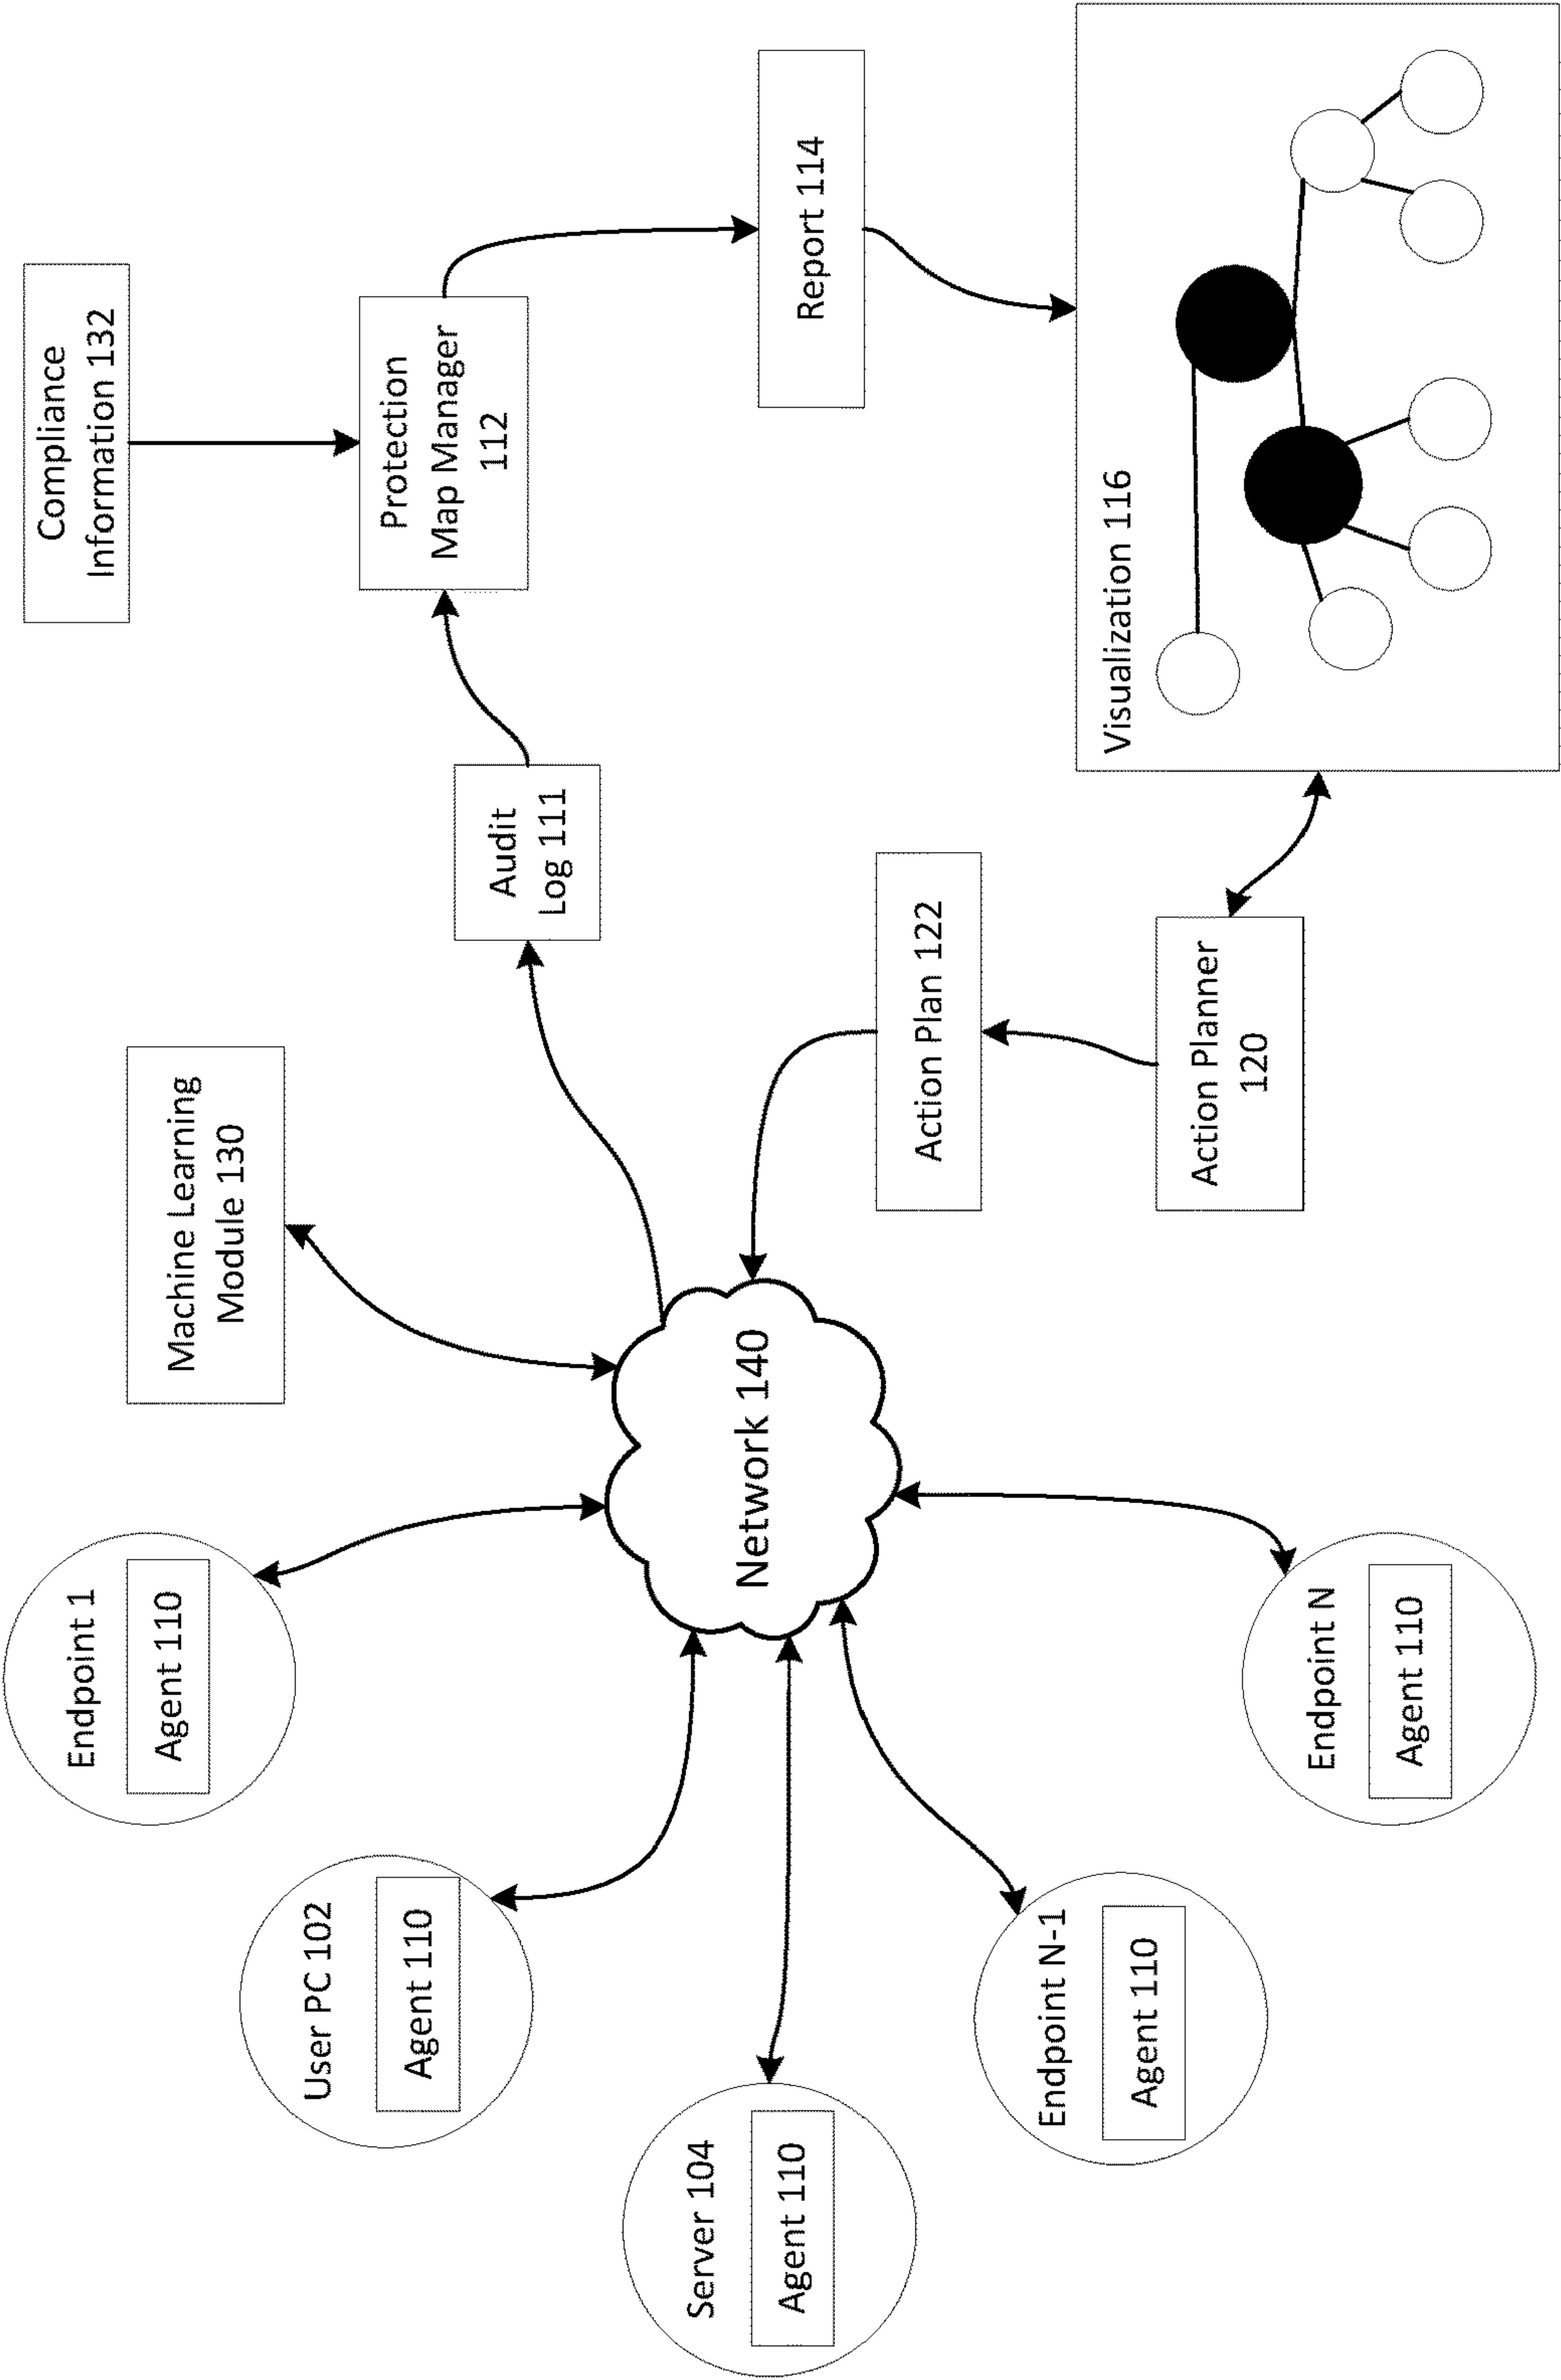 Endpoint 1
Agent 110
User PC 102
Agent 110
Server 104
Agent 110
Endpoint N-1
Agent 110
Endpoint N
Agent 110
Network 140
Machine Learning
Module 130
Audit
Log 111
Compliance
Information 132
Protection
Map Manager
112
Report 114
Visualization 116
Action Planner
120
Action Plan 122